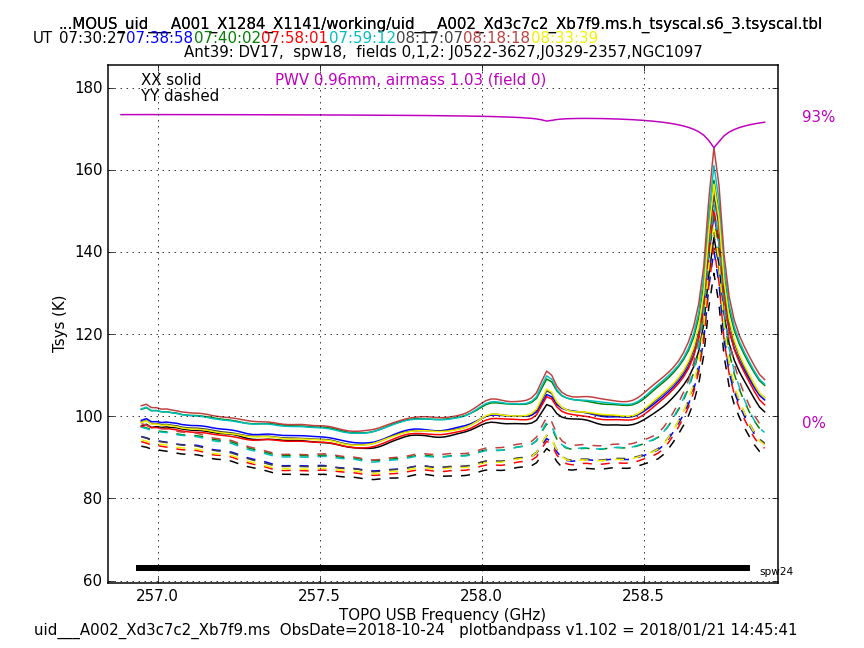 ...MOUS_uid___A001_X1284_X1141/working/uid___A002_Xd3c7c2_Xb7f9.ms.h_tsyscal.s6_3.tsyscal.tbl
UT 07:30:27 07:38:58 07:40:02 07:58:01 07:59:12 08:17:07 08:18:18 08:33:39
Ant39: DV17, spw18, fields 0,1,2: J0522-3627,J0329-2357,NGC1097
XX solid PWV 0.96mm, airmass 1.03 (field 0)
YY dashed
180
93%
160
140
120
100
0%
80
60
Tsys (K)
spw24
257.0 257.5 258.0 258.5
TOPO USB Frequency (GHz)
uid___A002_Xd3c7c2_Xb7f9.ms ObsDate=2018-10-24 plotbandpass v1.102 = 2018/01/21 14:45:41